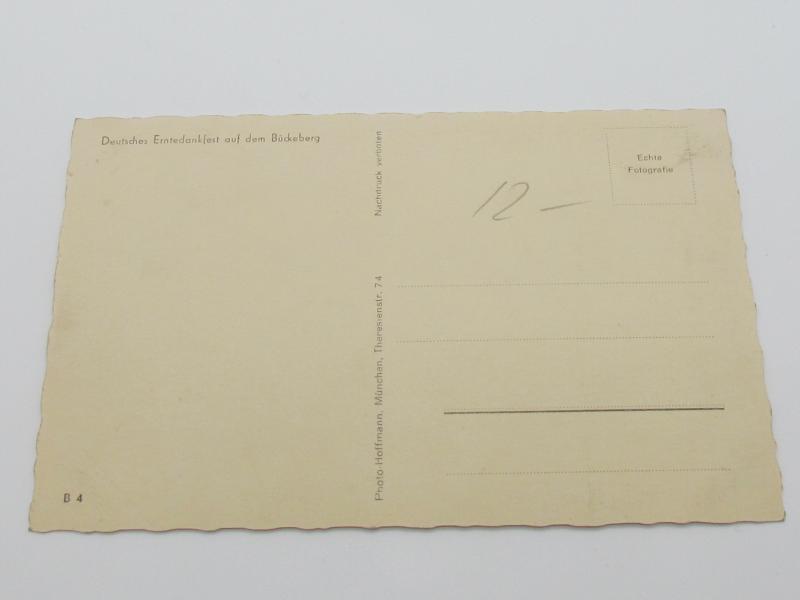 Deutsches Erntedankfest auf dem Bückeberg
Nachdruck verboten
Photo-Hoffmann, München, Theresienstr. 74
Echte
Fotografie
12 —
B 4